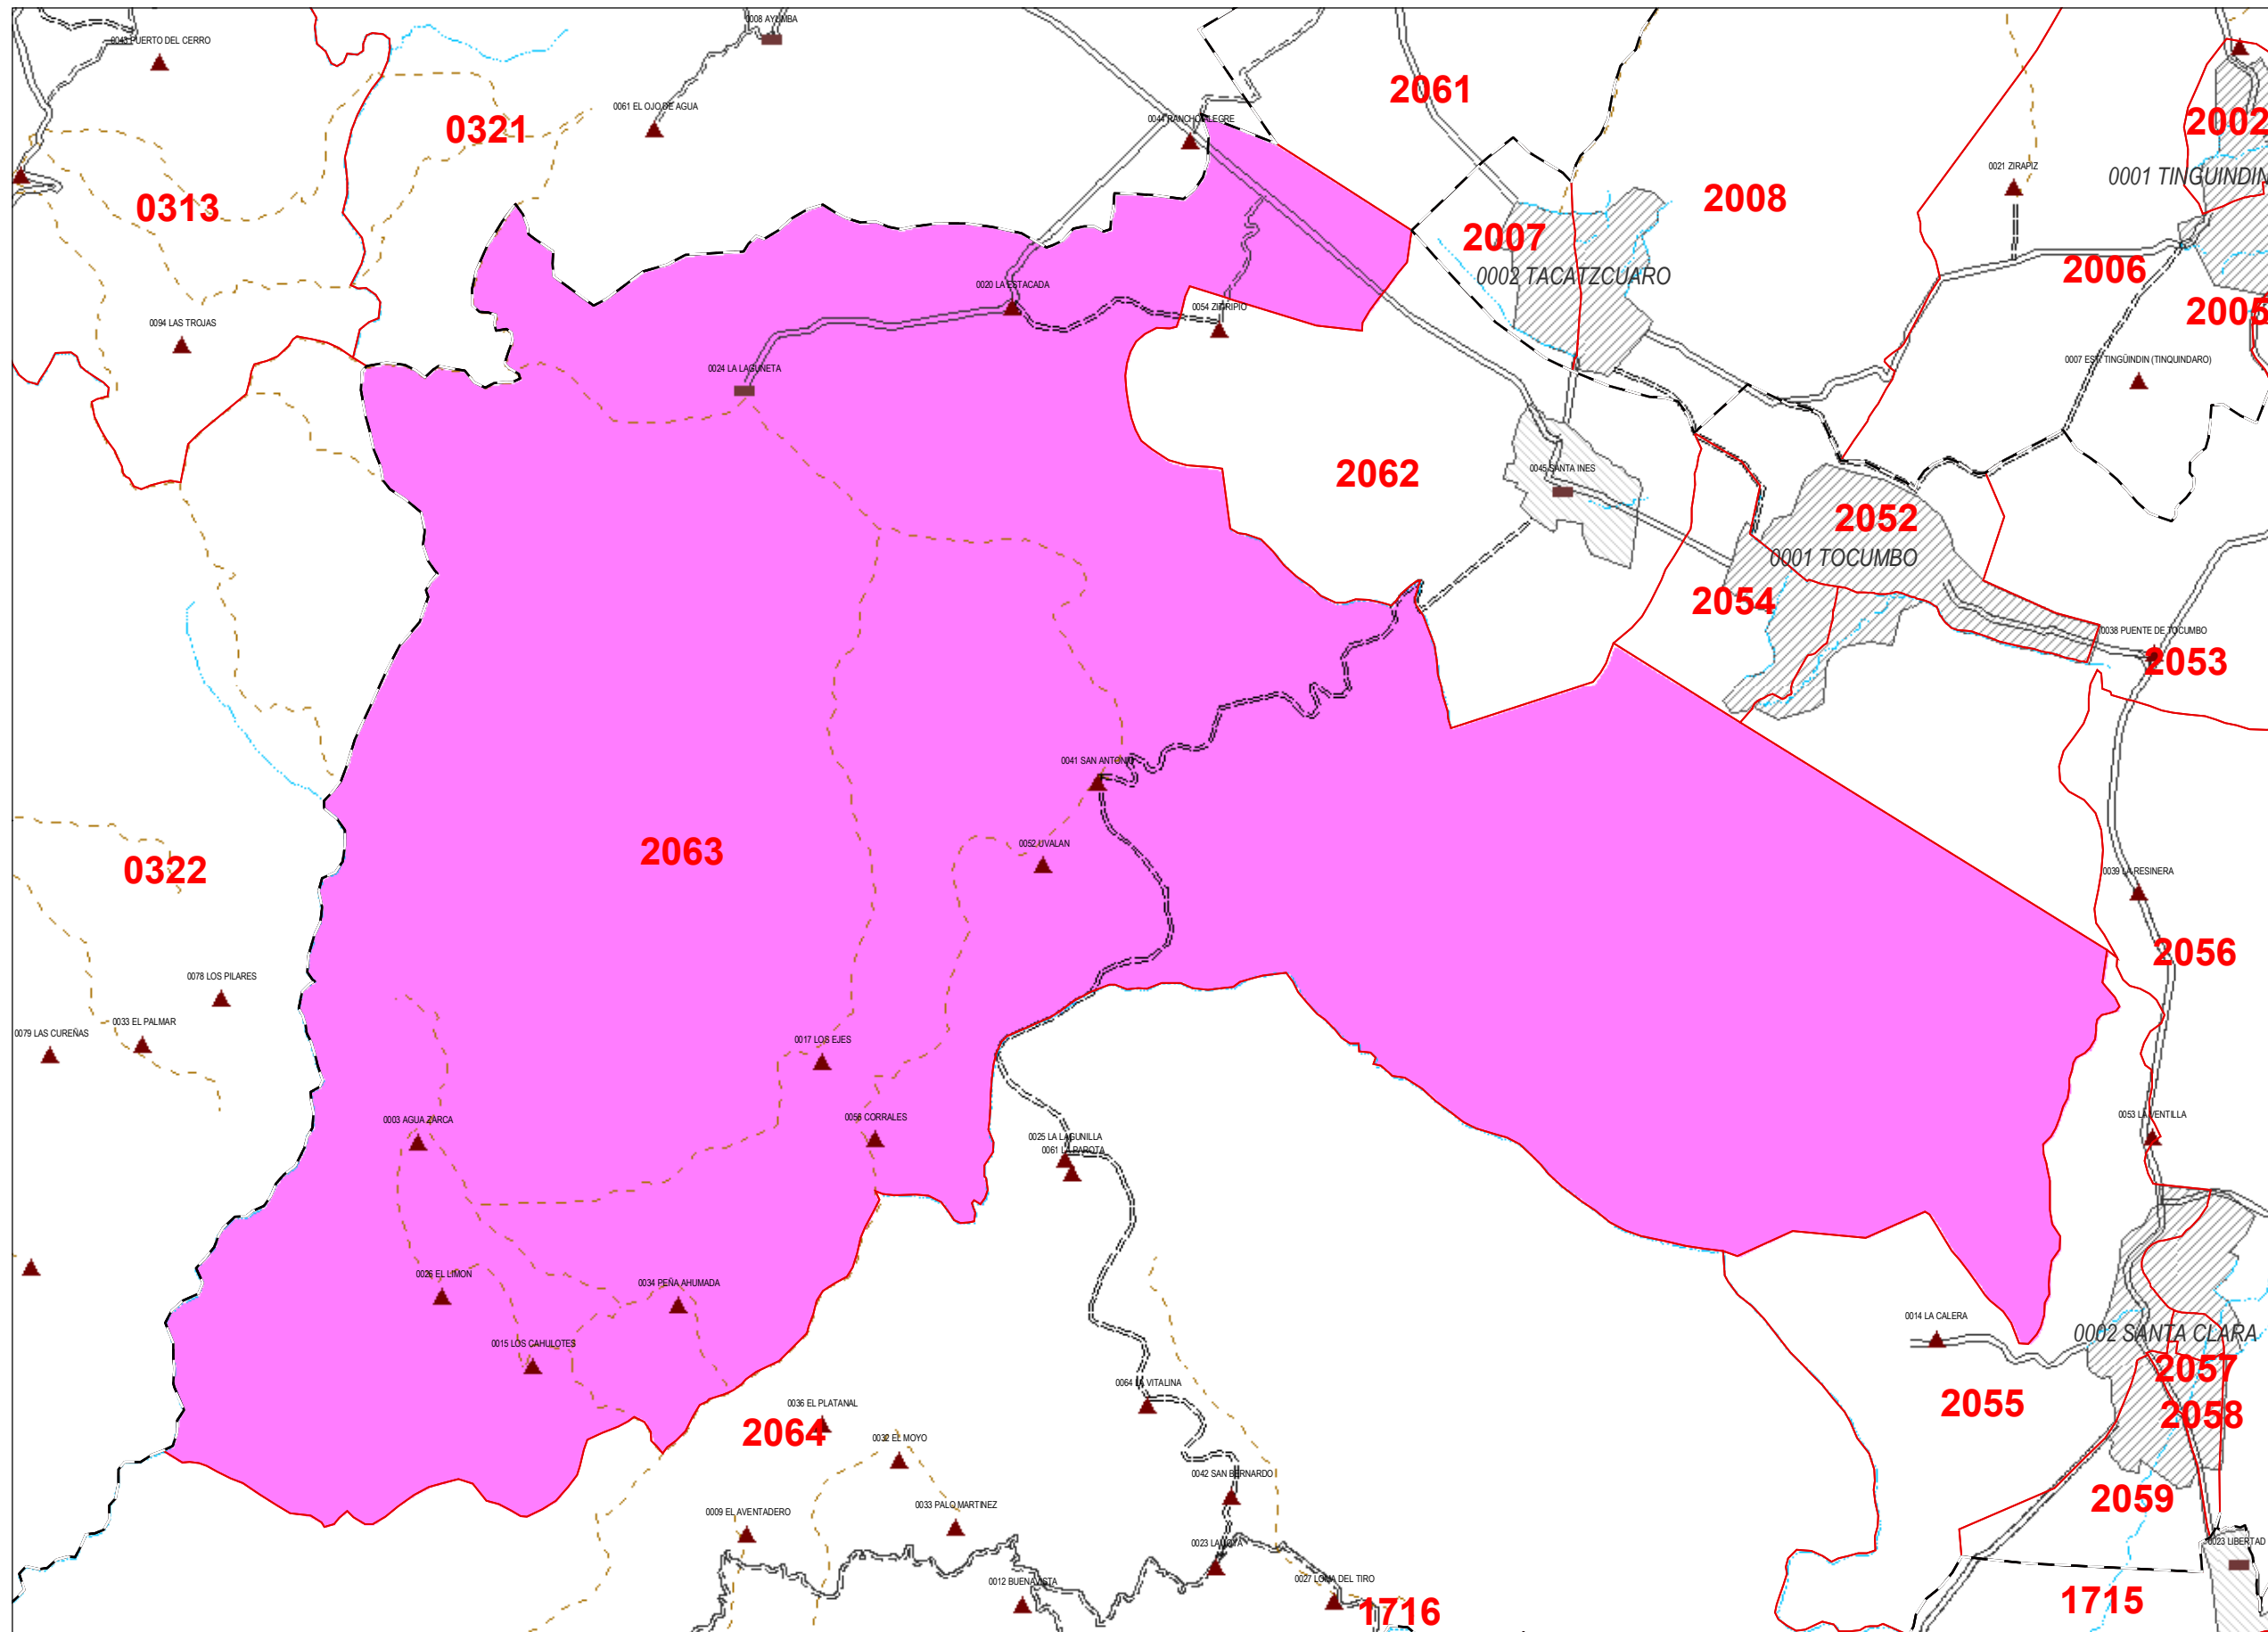 0008 AYUMBA
0043 PUERTO DEL CERRO
2061
0061 EL OJO DE AGUA
0044 RANCHO ALEGRE
0321
2002
0021 ZIRAPIZ
0001 TINGUINDIN
0313
2008
2007
0002 TACATZCUARO
2006
0020 LA ESTACADA
0054 ZIRIRIPIO
2005
0094 LAS TROJAS
0007 EST. TINGÜINDIN (TINQUINDARO)
0024 LA LAGUNETA
2062
0045 SANTA INES
2052
0001 TOCUMBO
2054
0038 PUENTE DE TOCUMBO
2053
0041 SAN ANTONIO
2063
0052 UVALAN
0322
0039 LA RESINERA
2056
0078 LOS PILARES
0033 EL PALMAR
0079 LAS CUREÑAS
0017 LOS EJES
0003 AGUA ZARCA
0056 CORRALES
0053 LA VENTILLA
0025 LA LAGUNILLA
0061 LA PAROTA
0026 EL LIMON
0034 PEÑA AHUMADA
0014 LA CALERA
0002 SANTA CLARA
0015 LOS CAHULOTES
2057
0064 LA VITALINA
0036 EL PLATANAL
2055
2058
2064
0032 EL MOYO
0042 SAN BERNARDO
2059
0033 PALO MARTINEZ
0009 EL AVENTADERO
0023 LIBERTAD
0023 LA JOYA
0012 BUENAVISTA
0027 LOMA DEL TIRO
1715
1716